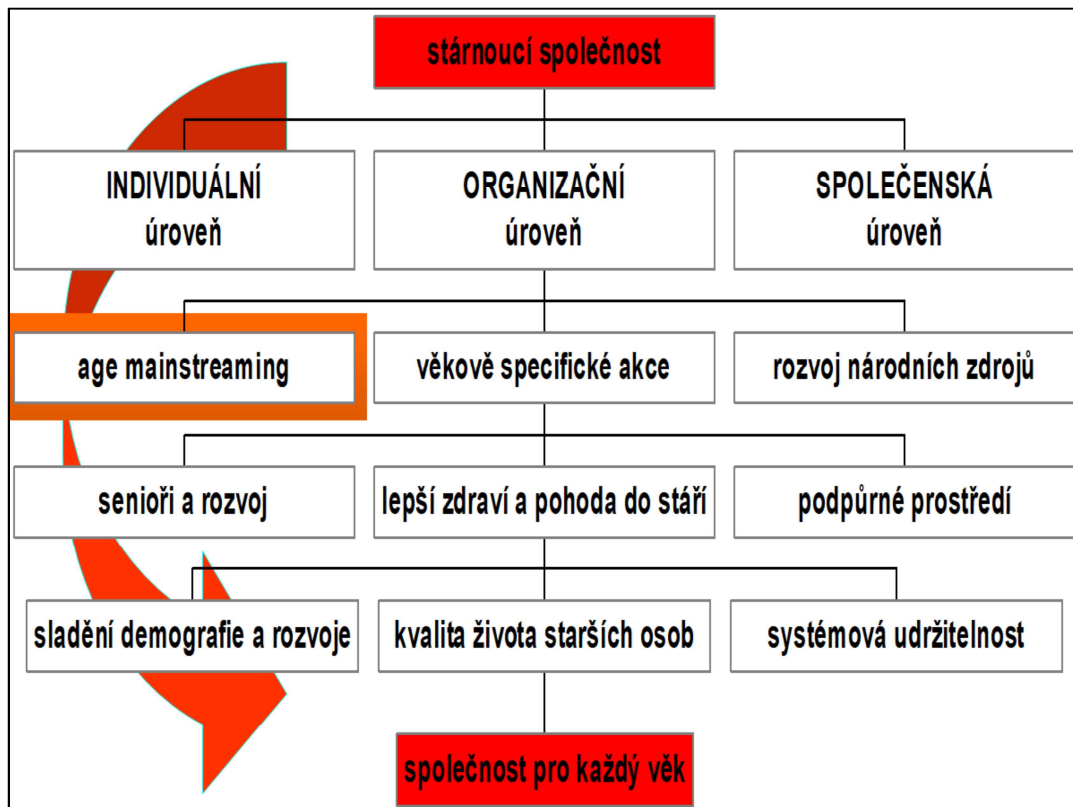 stárnoucí společnost
INDIVIDUÁLNÍ
úroveň
ORGANIZAČNÍ
úroveň
SPOLEČENSKÁ
úroveň
age mainstreaming
věkově specifické akce
rozvoj národních zdrojů
senioři a rozvoj
lepší zdraví a pohoda do stáří
podpůrné prostředí
sladění demografie a rozvoje
kvalita života starších osob
systémová udržitelnost
společnost pro každý věk